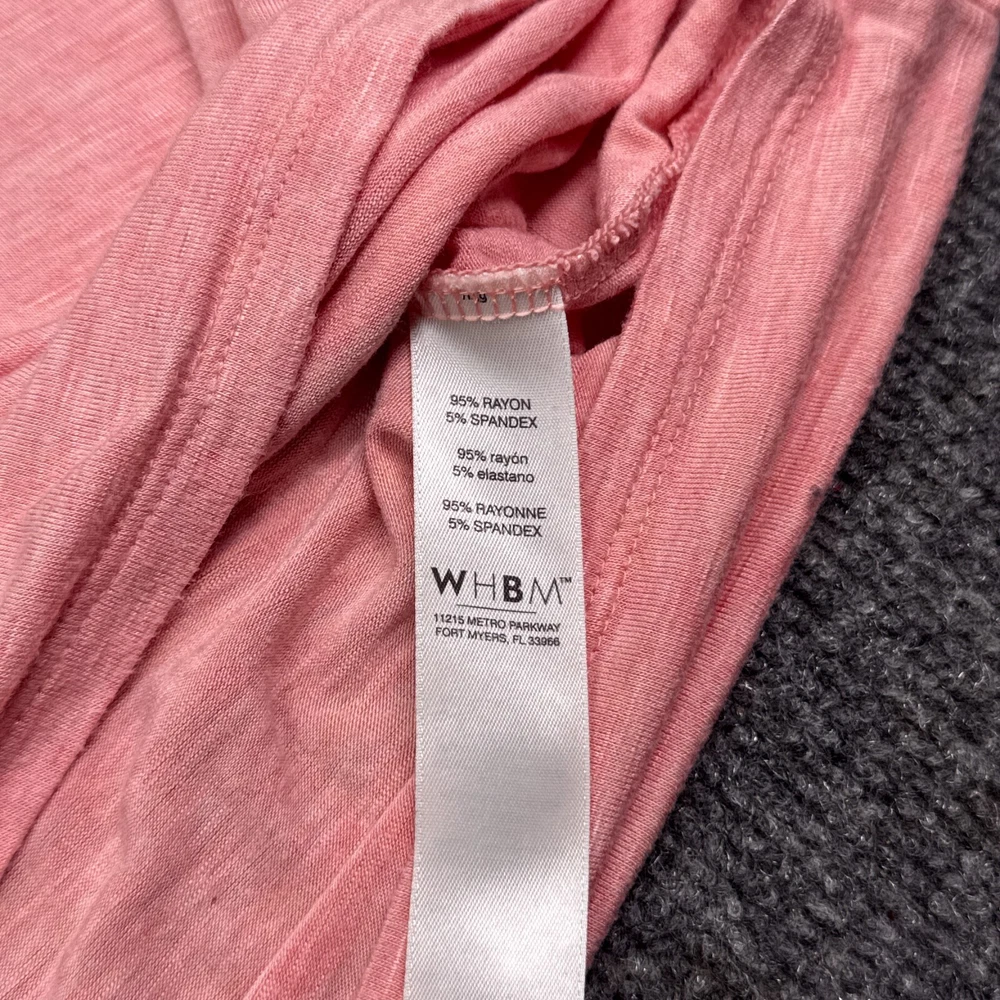 95% RAYON
5% SPANDEX
95% rayón
5% elastano
95% RAYONNE
5% SPANDEX
WHBM™
11215 METRO PARKWAY
FORT MYERS, FL 33966